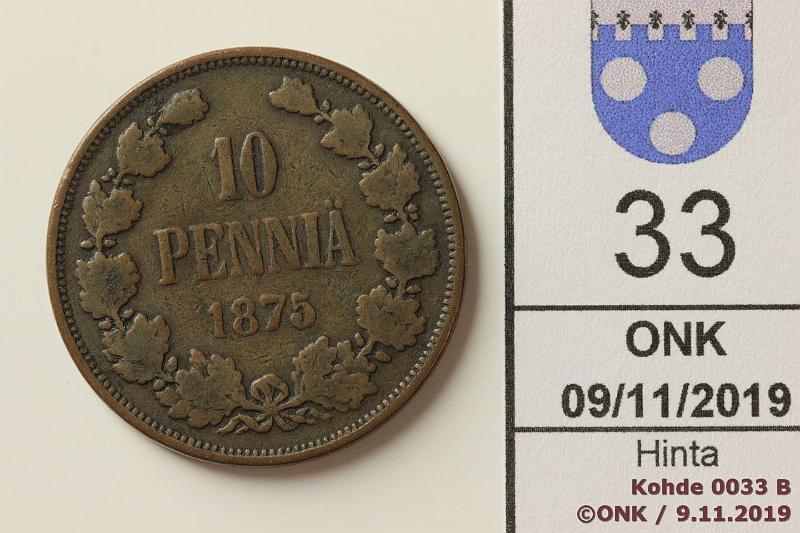 10
PENNIÄ
1875
33
ONK
09/11/2019
Hinta
Kohde 0033 B
©ONK / 9.11.2019